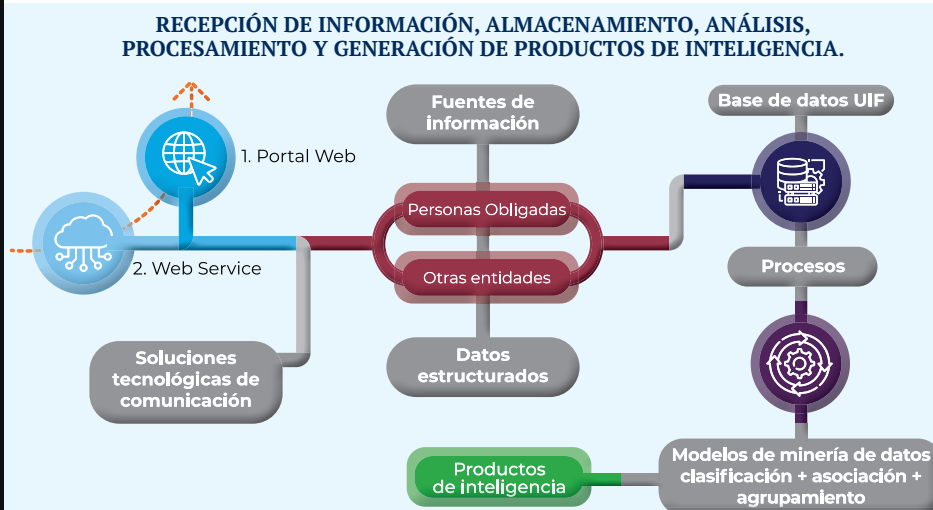 RECEPCIÓN DE INFORMACIÓN, ALMACENAMIENTO, ANÁLISIS,
PROCESAMIENTO Y GENERACIÓN DE PRODUCTOS DE INTELIGENCIA.
1. Portal Web
2. Web Service
Soluciones
tecnológicas de
comunicación
Fuentes de
información
Personas Obligadas
Otras entidades
Datos
estructurados
Base de datos UIF
Procesos
Modelos de minería de datos
clasificación + asociación +
agrupamiento
Productos
de inteligencia